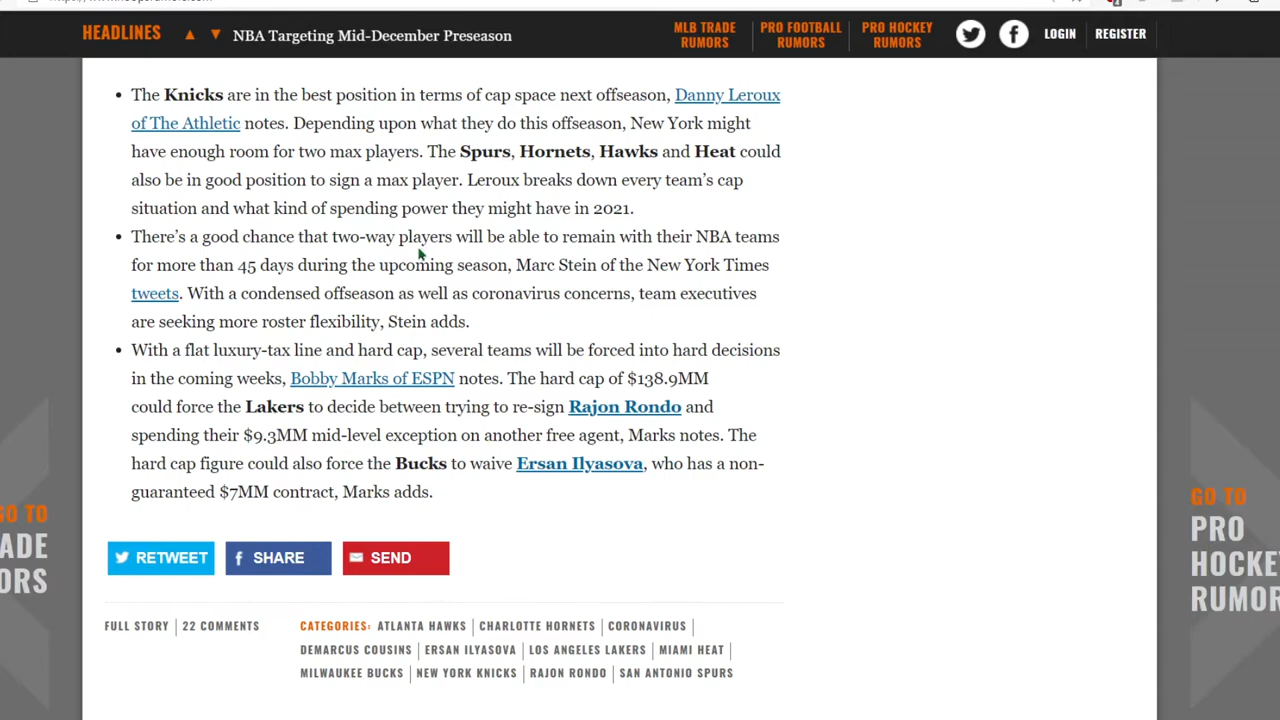 HEADLINES
NBA Targeting Mid-December Preseason
MLB TRADE RUMORS
PRO FOOTBALL RUMORS
PRO HOCKEY RUMORS
LOGIN
REGISTER
• The Knicks are in the best position in terms of cap space next offseason, Danny Leroux
of The Athletic notes. Depending upon what they do this offseason, New York might
have enough room for two max players. The Spurs, Hornets, Hawks and Heat could
also be in good position to sign a max player. Leroux breaks down every team's cap
situation and what kind of spending power they might have in 2021.
• There's a good chance that two-way players will be able to remain with their NBA teams
for more than 45 days during the upcoming season, Marc Stein of the New York Times
tweets. With a condensed offseason as well as coronavirus concerns, team executives
are seeking more roster flexibility, Stein adds.
• With a flat luxury-tax line and hard cap, several teams will be forced into hard decisions
in the coming weeks, Bobby Marks of ESPN notes. The hard cap of $138.9MM
could force the Lakers to decide between trying to re-sign Rajon Rondo and
spending their $9.3MM mid-level exception on another free agent, Marks notes. The
hard cap figure could also force the Bucks to waive Ersan Ilyasova, who has a non-
guaranteed $7MM contract, Marks adds.
RETWEET
SHARE
SEND
FULL STORY | 22 COMMENTS
CATEGORIES: ATLANTA HAWKS | CHARLOTTE HORNETS | CORONAVIRUS |
DEMARCUS COUSINS | ERSAN ILYASOVA | LOS ANGELES LAKERS | MIAMI HEAT |
MILWAUKEE BUCKS | NEW YORK KNICKS | RAJON RONDO | SAN ANTONIO SPURS
GO TO
ADE
ORS
GO TO
PRO
HOCKE
RUMOR